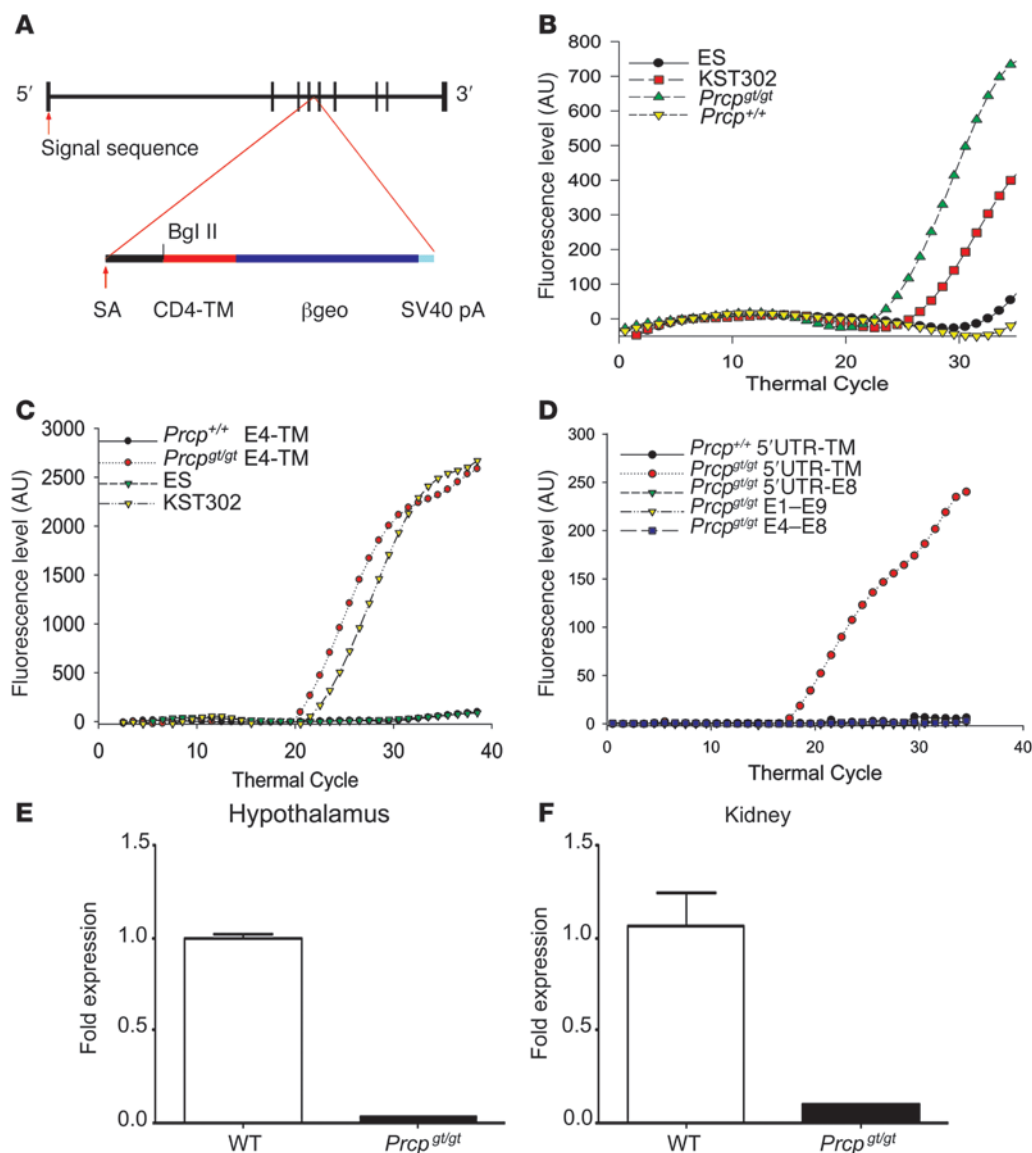 A
5′ 3′
Signal sequence
Bgl II
SA CD4-TM βgeo SV40 pA
B
800
700
600
400
200
0
10 20 30
Fluorescence level (AU)
Thermal Cycle
ES
KST302
Prcp gt/gt
Prcp +/+
C
3000
2500
2000
1500
1000
500
0
0 10 20 30 40
Fluorescence level (AU)
Thermal Cycle
Prcp +/+ E4-TM
Prcp gt/gt E4-TM
ES
KST302
D
300
250
200
150
100
50
0
0 10 20 30 40
Fluorescence level (AU)
Thermal Cycle
Prcp +/+ 5′UTR-TM
Prcp gt/gt 5′UTR-TM
Prcp gt/gt 5′UTR-E8
Prcp gt/gt E1–E9
Prcp gt/gt E4–E8
E
Hypothalamus
1.5
1.0
0.5
0.0
Fold expression
WT Prcp gt/gt
F
Kidney
1.5
1.0
0.5
0.0
Fold expression
WT Prcp gt/gt